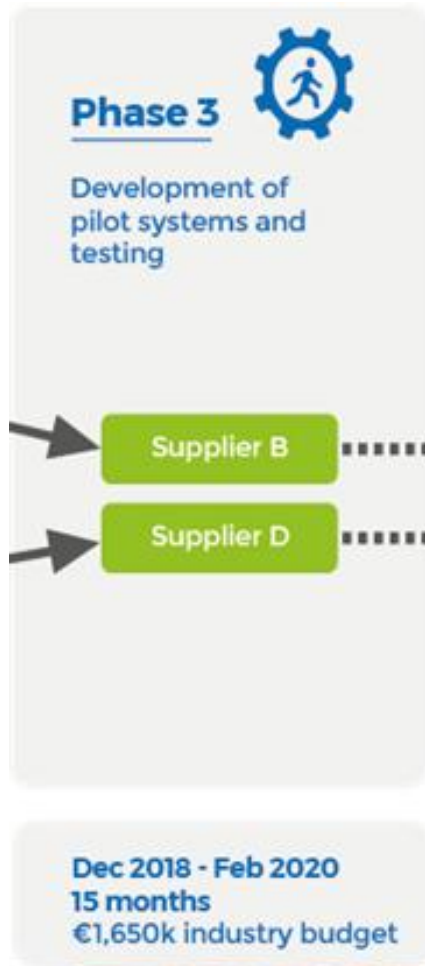 Phase 3
Development of
pilot systems and
testing
Supplier B
Supplier D
Dec 2018 - Feb 2020
15 months
€1,650k industry budget